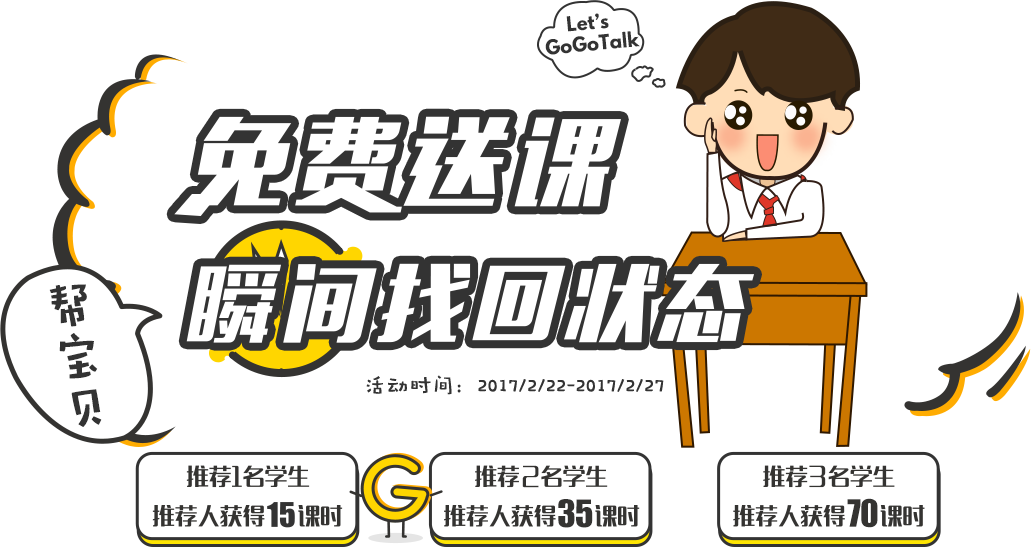 Let's
GoGoTalk
免费送课
帮宝贝
瞬间找回状态
活动时间：2017/2/22-2017/2/27
推荐1名学生
推荐人获得15课时
G
推荐2名学生
推荐人获得35课时
推荐3名学生
推荐人获得70课时